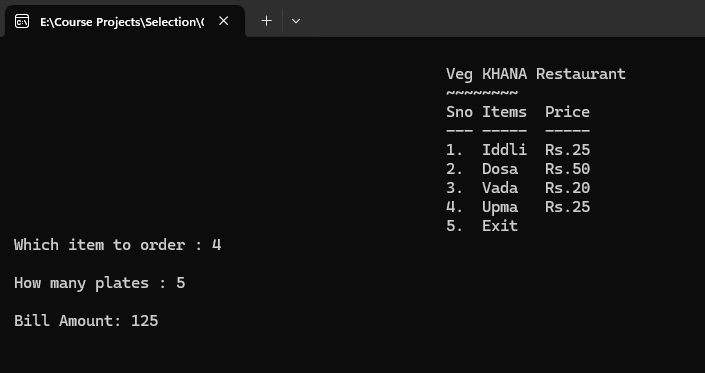 E:\Course Projects\Selection\(
Veg KHANA Restaurant
~~~~~~~~
Sno Items  Price
--- -----  -----
1.  Iddli  Rs.25
2.  Dosa   Rs.50
3.  Vada   Rs.20
4.  Upma   Rs.25
5.  Exit
Which item to order : 4
How many plates : 5
Bill Amount: 125